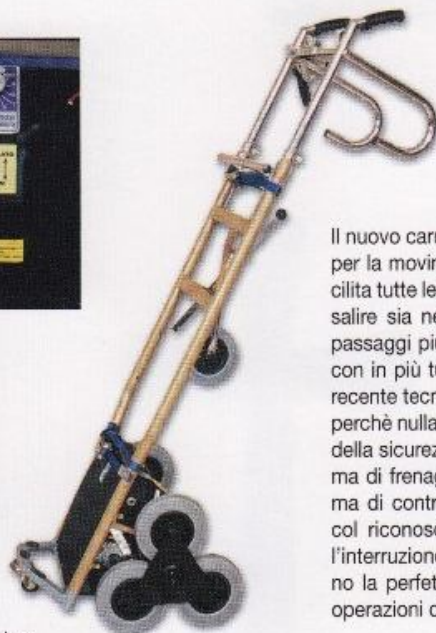 Il nuovo carr
per la movin
cilita tutte le
salire sia ne
passaggi più
con in più tu
recente tecn
perchè nulla
della sicurez
ma di frenag
ma di contr
col riconosc
l'interruzione
no la perfet
operazioni d